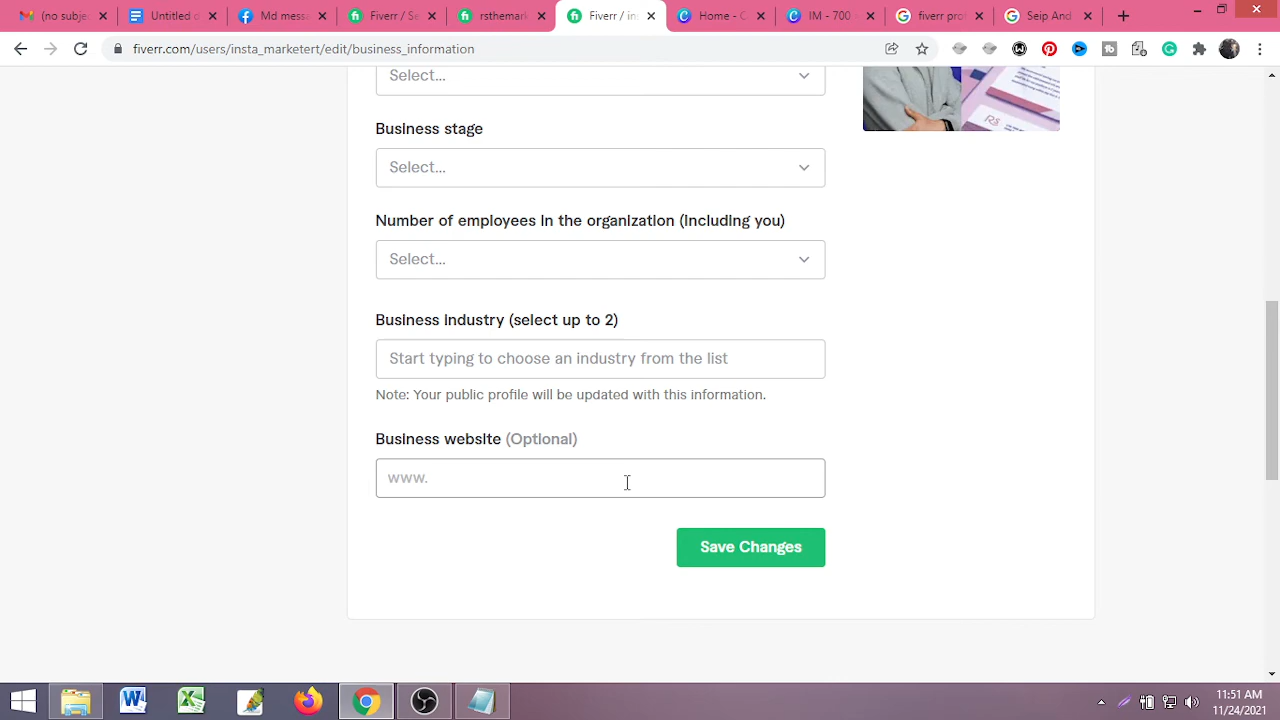 (no subje
Untitled d
Md messa
Fiverr / Se
rsthemark
Fiverr / in
Home - C
IM - 700
fiverr pro
Seip And
fiverr.com/users/insta_marketert/edit/business_information
Select...
Business stage
Select...
Number of employees in the organization (including you)
Select...
Business industry (select up to 2)
Start typing to choose an industry from the list
Note: Your public profile will be updated with this information.
Business website (Optional)
www.
Save Changes
11:51 AM
11/24/2021